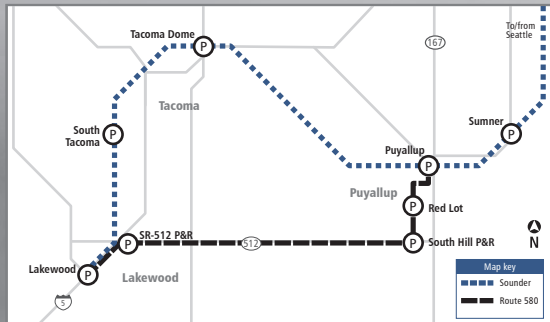 To/from
Seattle
Tacoma Dome
P
167
Tacoma
Sumner
P
South
Tacoma
P
Puyallup
P
Puyallup
P
Red Lot
SR-512 P&R
P
512
P
South Hill P&R
N
Lakewood
P
Lakewood
5
Map key
Sounder
Route 580